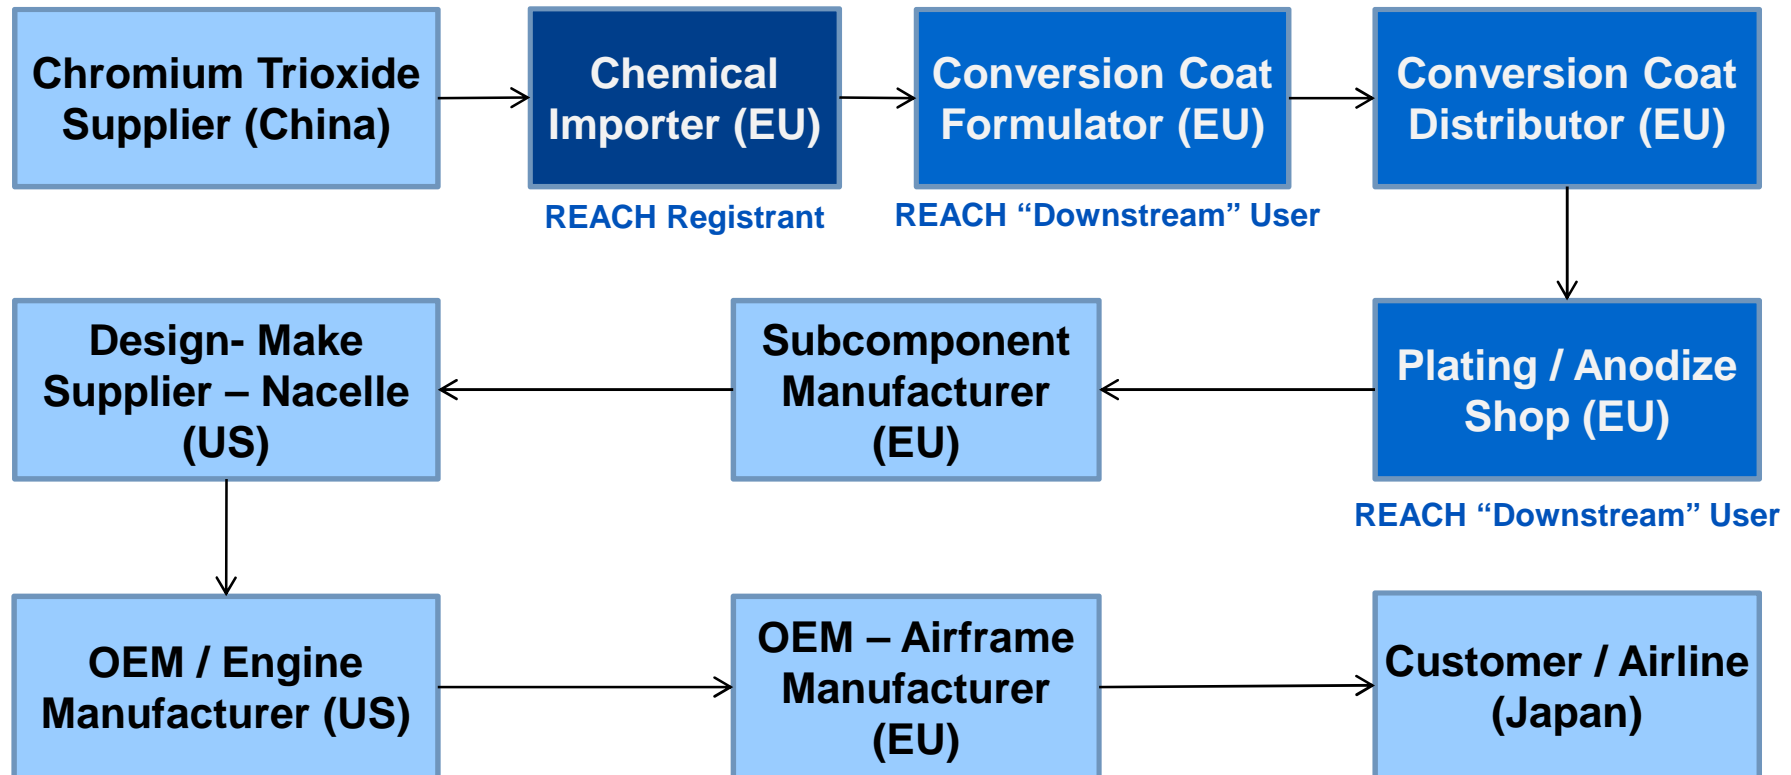 Chromium Trioxide
Supplier (China)
Chemical
Importer (EU)
Conversion Coat
Formulator (EU)
Conversion Coat
Distributor (EU)
REACH Registrant
REACH “Downstream” User
Design- Make
Supplier – Nacelle
(US)
Subcomponent
Manufacturer
(EU)
Plating / Anodize
Shop (EU)
REACH “Downstream” User
OEM / Engine
Manufacturer (US)
OEM – Airframe
Manufacturer
(EU)
Customer / Airline
(Japan)